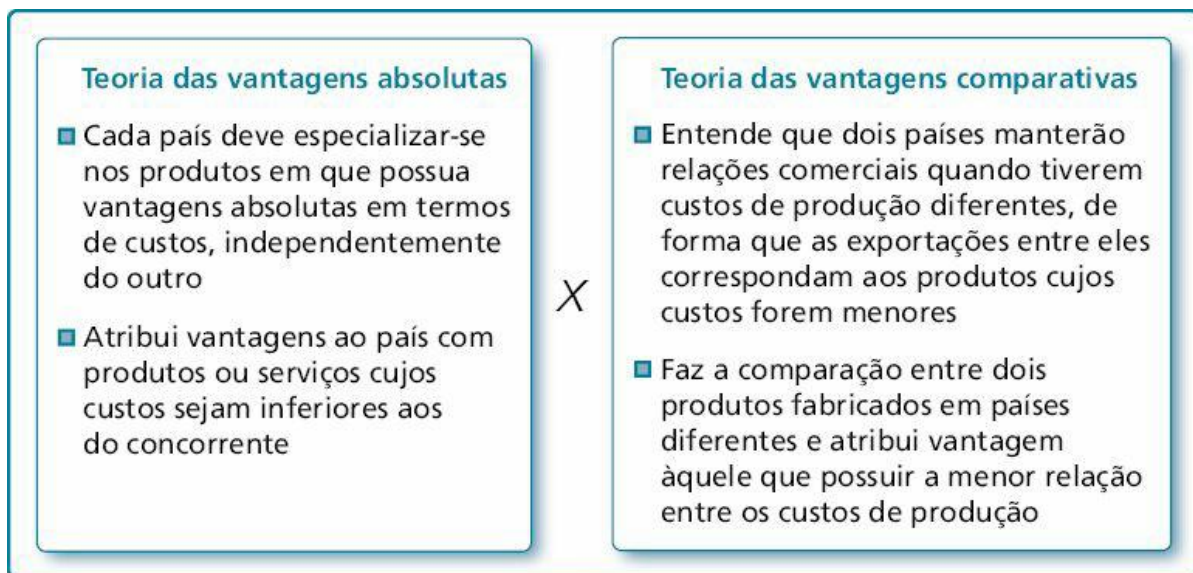 Teoria das vantagens absolutas
Cada país deve especializar-se
nos produtos em que possua
vantagens absolutas em termos
de custos, independentemente
do outro
Atribui vantagens ao país com
produtos ou serviços cujos
custos sejam inferiores aos
do concorrente
X
Teoria das vantagens comparativas
Entende que dois países manterão
relações comerciais quando tiverem
custos de produção diferentes, de
forma que as exportações entre eles
correspondam aos produtos cujos
custos forem menores
Faz a comparação entre dois
produtos fabricados em países
diferentes e atribui vantagem
àquele que possuir a menor relação
entre os custos de produção